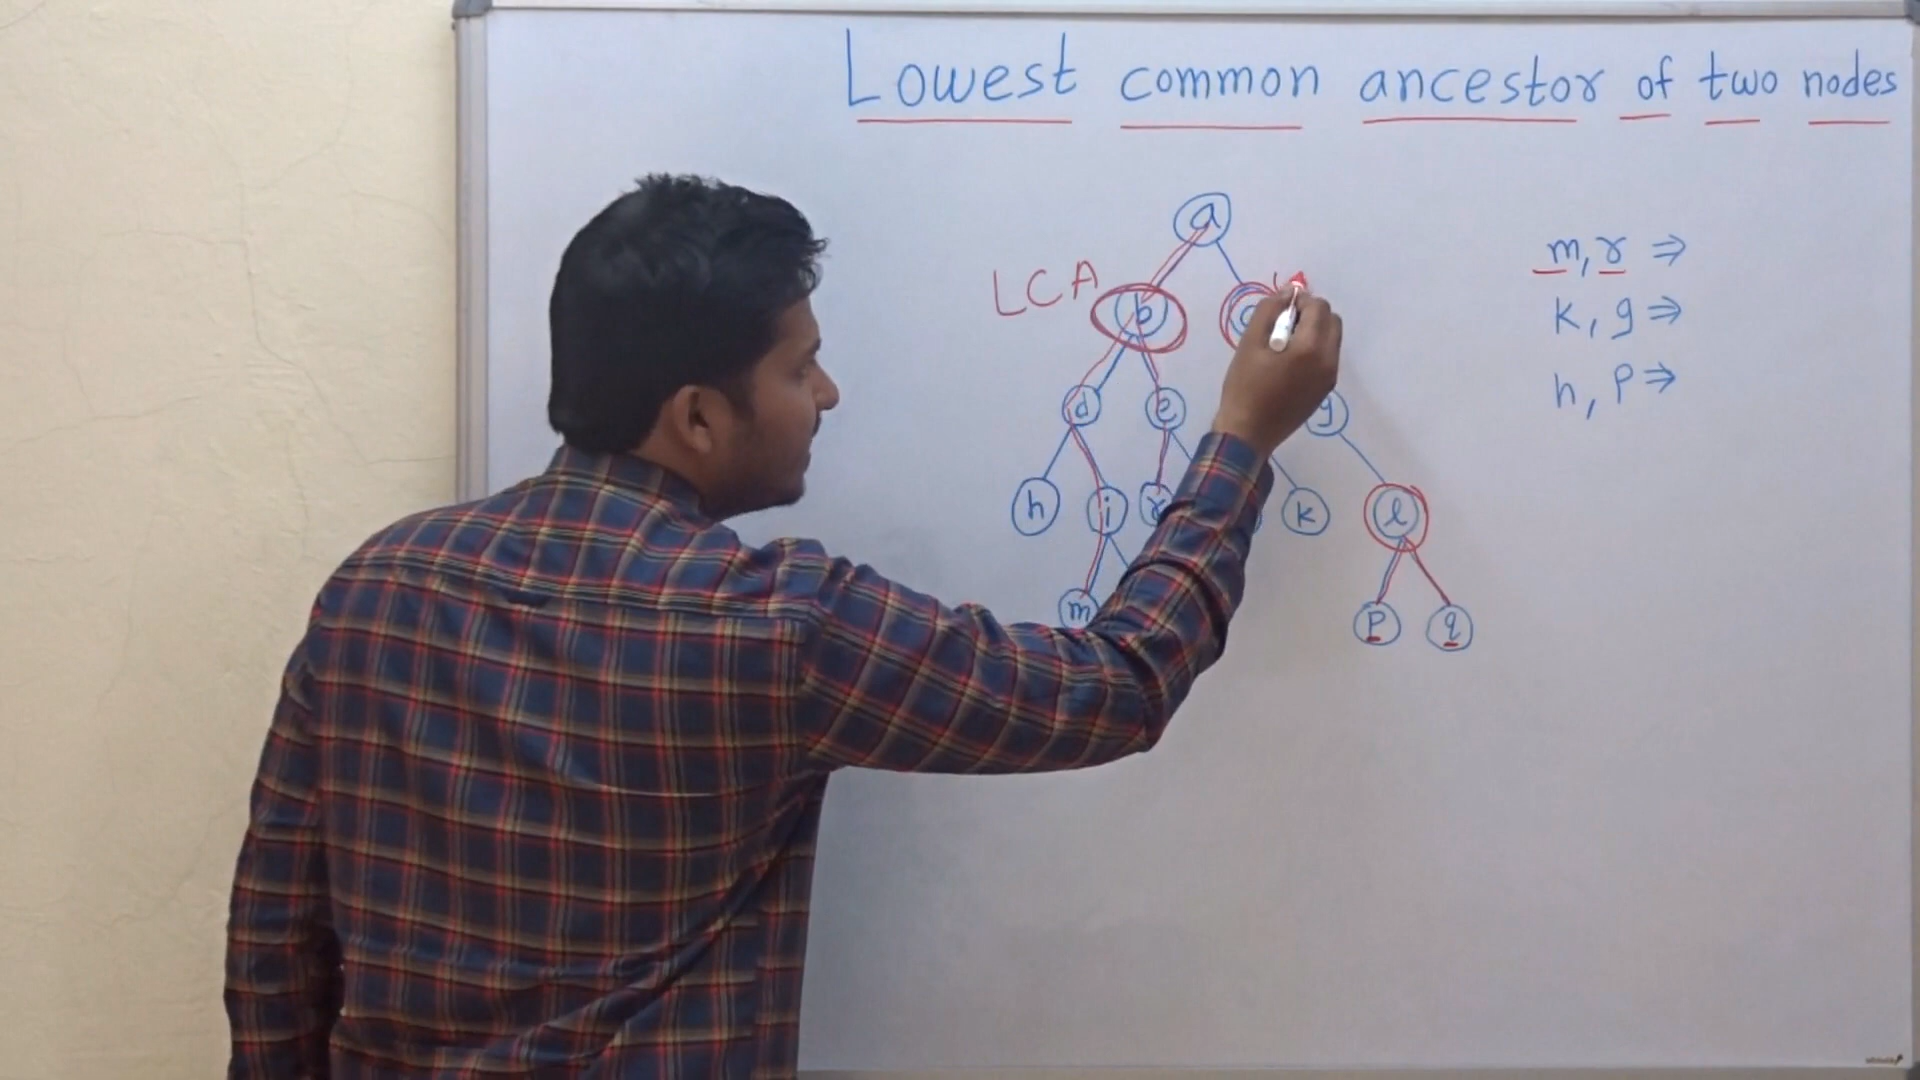 Lowest common ancestor of two nodes
a
m, r ⇒
LCA
b
k, g ⇒
h, p ⇒
d e g
h i r k l
m p q